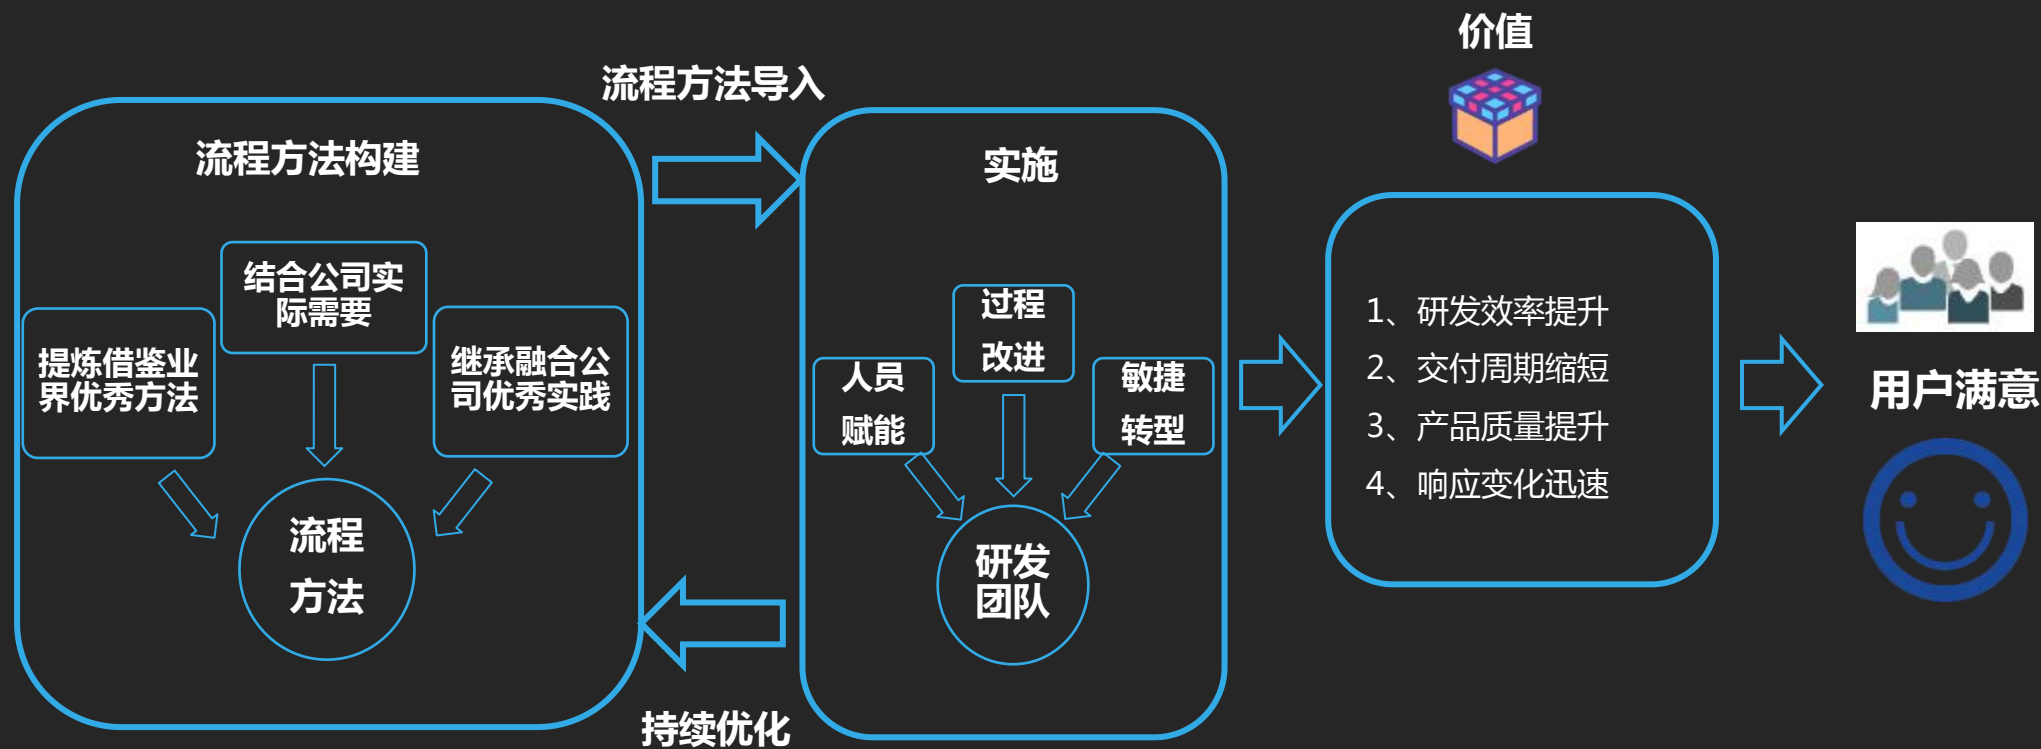 价值
流程方法导入
流程方法构建
结合公司实
际需要
提炼借鉴业
界优秀方法
继承融合公
司优秀实践
流程
方法
实施
过程
改进
人员
赋能
敏捷
转型
研发
团队
持续优化
1、研发效率提升
2、交付周期缩短
3、产品质量提升
4、响应变化迅速
用户满意